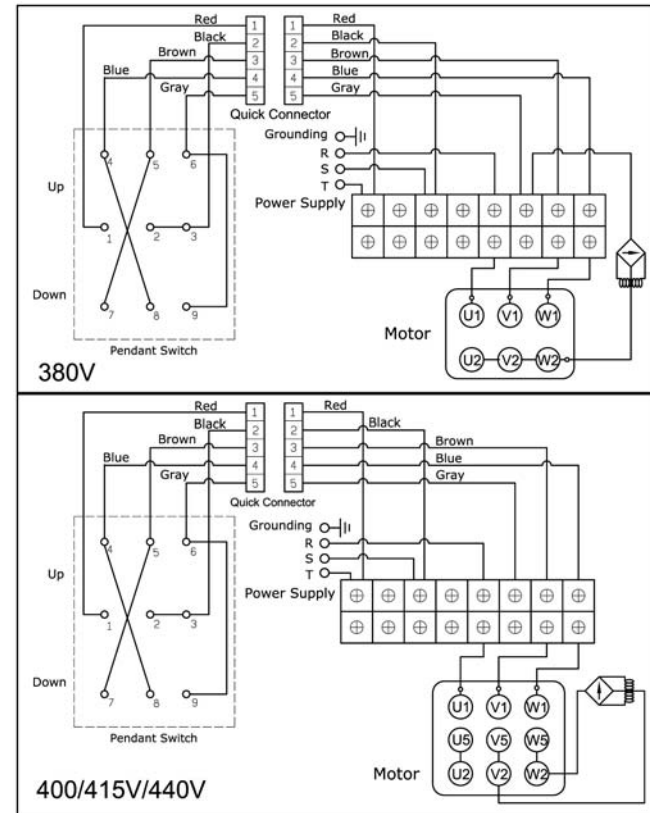 Red
Black
Brown
Blue
Gray
1
2
3
4
5
1
2
3
4
5
Red
Black
Brown
Blue
Gray
Quick Connector
Grounding
R
S
T
Power Supply
Up
Down
4
5
6
1
2
3
7
8
9
Pendant Switch
Motor
U1 V1 W1
U2 V2 W2
380V
Red
Black
Brown
Blue
Gray
1
2
3
4
5
1
2
3
4
5
Red
Black
Brown
Blue
Gray
Quick Connector
Grounding
R
S
T
Power Supply
Up
Down
4
5
6
1
2
3
7
8
9
Pendant Switch
Motor
U1 V1 W1
U5 V5 W5
U2 V2 W2
400/415V/440V